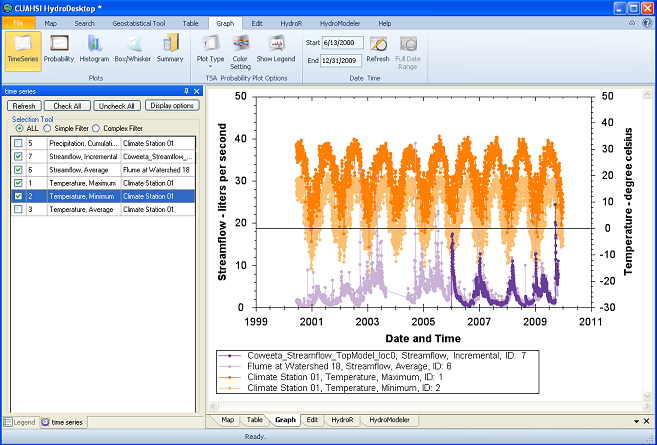 CUAHSI HydroDesktop *
File Map Search Geostatistical Tool Table Graph Edit HydroR HydroModeler Help
TimeSeries Probability Histogram Box/Whisker Summary Plot Type Color Setting Show Legend Start 6/13/2000 End 12/31/2009 Refresh Full Date Range
Plots TSA Probability Plot Options Date Time
time series
Refresh Check All Uncheck All Display options
Selection Tool
ALL Simple Filter Complex Filter
5 Precipitation, Cumulati... Climate Station 01
7 Streamflow, Incremental Coweeta_Streamflow_...
6 Streamflow, Average Flume at Watershed 18
1 Temperature, Maximum Climate Station 01
2 Temperature, Minimum Climate Station 01
3 Temperature, Average Climate Station 01
Legend time series
Streamflow - liters per second
50
40
30
20
10
0
50
40
30
20
10
0
-10
-20
-30
Temperature - degree celsius
1999 2001 2003 2005 2007 2009 2011
Date and Time
Coweeta_Streamflow_TopModel_loc0, Streamflow, Incremental, ID: 7
Flume at Watershed 18, Streamflow, Average, ID: 6
Climate Station 01, Temperature, Maximum, ID: 1
Climate Station 01, Temperature, Minimum, ID: 2
Map Table Graph Edit HydroR HydroModeler
Ready.